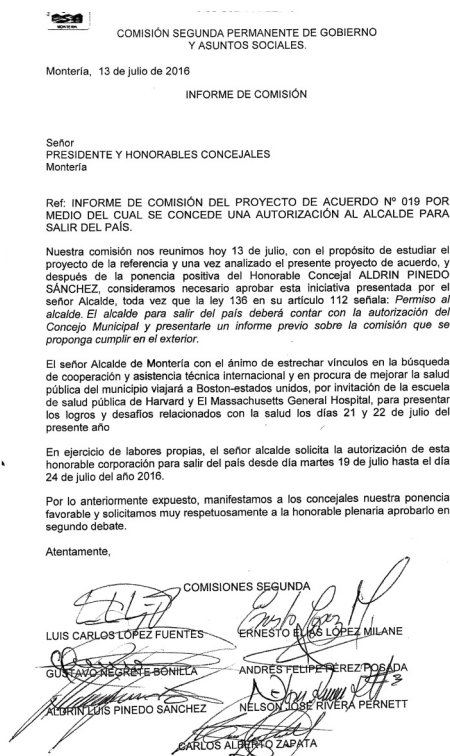 COMISIÓN SEGUNDA PERMANENTE DE GOBIERNO
Y ASUNTOS SOCIALES.
Montería, 13 de julio de 2016
INFORME DE COMISIÓN
Señor
PRESIDENTE Y HONORABLES CONCEJALES
Montería
Ref: INFORME DE COMISIÓN DEL PROYECTO DE ACUERDO Nº 019 POR
MEDIO DEL CUAL SE CONCEDE UNA AUTORIZACIÓN AL ALCALDE PARA
SALIR DEL PAÍS.
Nuestra comisión nos reunimos hoy 13 de julio, con el propósito de estudiar el
proyecto de la referencia y una vez analizado el presente proyecto de acuerdo, y
después de la ponencia positiva del Honorable Concejal ALDRIN PINEDO
SÁNCHEZ, consideramos necesario aprobar esta iniciativa presentada por el
señor Alcalde, toda vez que la ley 136 en su artículo 112 señala: Permiso al
alcalde. El alcalde para salir del país deberá contar con la autorización del
Concejo Municipal y presentarle un informe previo sobre la comisión que se
proponga cumplir en el exterior.
El señor Alcalde de Montería con el ánimo de estrechar vínculos en la búsqueda
de cooperación y asistencia técnica internacional y en procura de mejorar la salud
pública del municipio viajará a Boston-estados unidos, por invitación de la escuela
de salud pública de Harvard y El Massachusetts General Hospital, para presentar
los logros y desafíos relacionados con la salud los días 21 y 22 de julio del
presente año
En ejercicio de labores propias, el señor alcalde solicita la autorización de esta
honorable corporación para salir del país desde día martes 19 de julio hasta el día
24 de julio del año 2016.
Por lo anteriormente expuesto, manifestamos a los concejales nuestra ponencia
favorable y solicitamos muy respetuosamente a la honorable plenaria aprobarlo en
segundo debate.
Atentamente,
COMISIONES SEGUNDA
LUIS CARLOS LÓPEZ FUENTES ERNESTO ELÍAS LÓPEZ MILANE
GUSTAVO NEGRETE BONILLA ANDRES FELIPE PÉREZ POSADA
ALDRIN LUIS PINEDO SANCHEZ NELSON JOSÉ RIVERA PERNETT
CARLOS ALBERTO ZAPATA